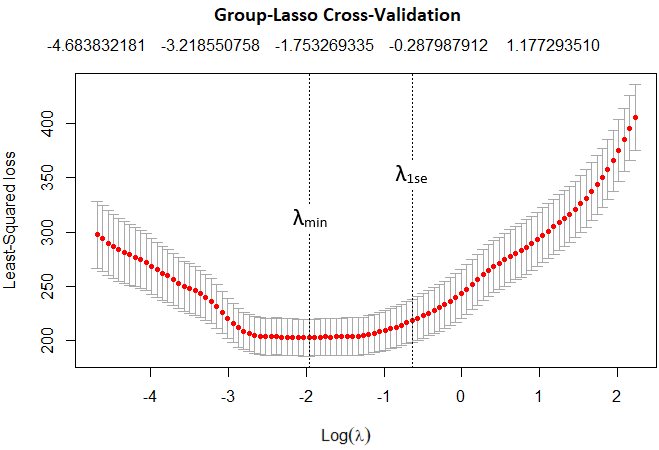 Group-Lasso Cross-Validation
-4.683832181 -3.218550758 -1.753269335 -0.287987912 1.177293510
400
350
300
250
200
Least-Squared loss
λ1se
λmin
-4 -3 -2 -1 0 1 2
Log(λ)